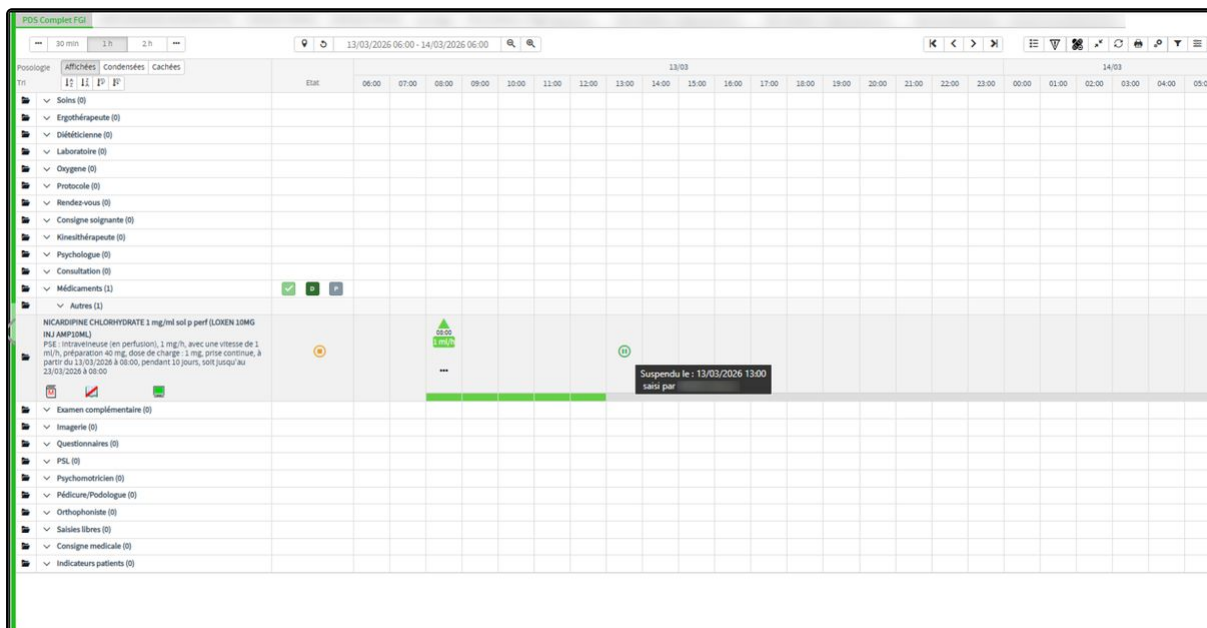 PDS Complet FGI
30 min 1 h 2 h 13/03/2026 06:00 - 14/03/2026 06:00
Posologie Affichées Condensées Cachées 13/03 14/03
Tri Etat 06:00 07:00 08:00 09:00 10:00 11:00 12:00 13:00 14:00 15:00 16:00 17:00 18:00 19:00 20:00 21:00 22:00 23:00 00:00 01:00 02:00 03:00 04:00
Soins (0)
Ergothérapeute (0)
Diététicienne (0)
Laboratoire (0)
Oxygene (0)
Protocole (0)
Rendez-vous (0)
Consigne soignante (0)
Kinesithérapeute (0)
Psychologue (0)
Consultation (0)
Médicaments (1) D P
Autres (1)
NICARDIPINE CHLORHYDRATE 1 mg/ml sol p perf (LOXEN 10MG
INJ AMP10ML)
PSE : Intraveineuse (en perfusion), 1 mg/h, avec une vitesse de 1
ml/h, préparation 40 mg, dose de charge : 1 mg, prise continue, à
partir du 13/03/2026 à 08:00, pendant 10 jours, soit jusqu'au
23/03/2026 à 08:00
08:00
1 ml/h
Suspendu le : 13/03/2026 13:00
saisi par
Examen complémentaire (0)
Imagerie (0)
Questionnaires (0)
PSL (0)
Psychomotricien (0)
Pédicure/Podologue (0)
Orthophoniste (0)
Saisies libres (0)
Consigne medicale (0)
Indicateurs patients (0)